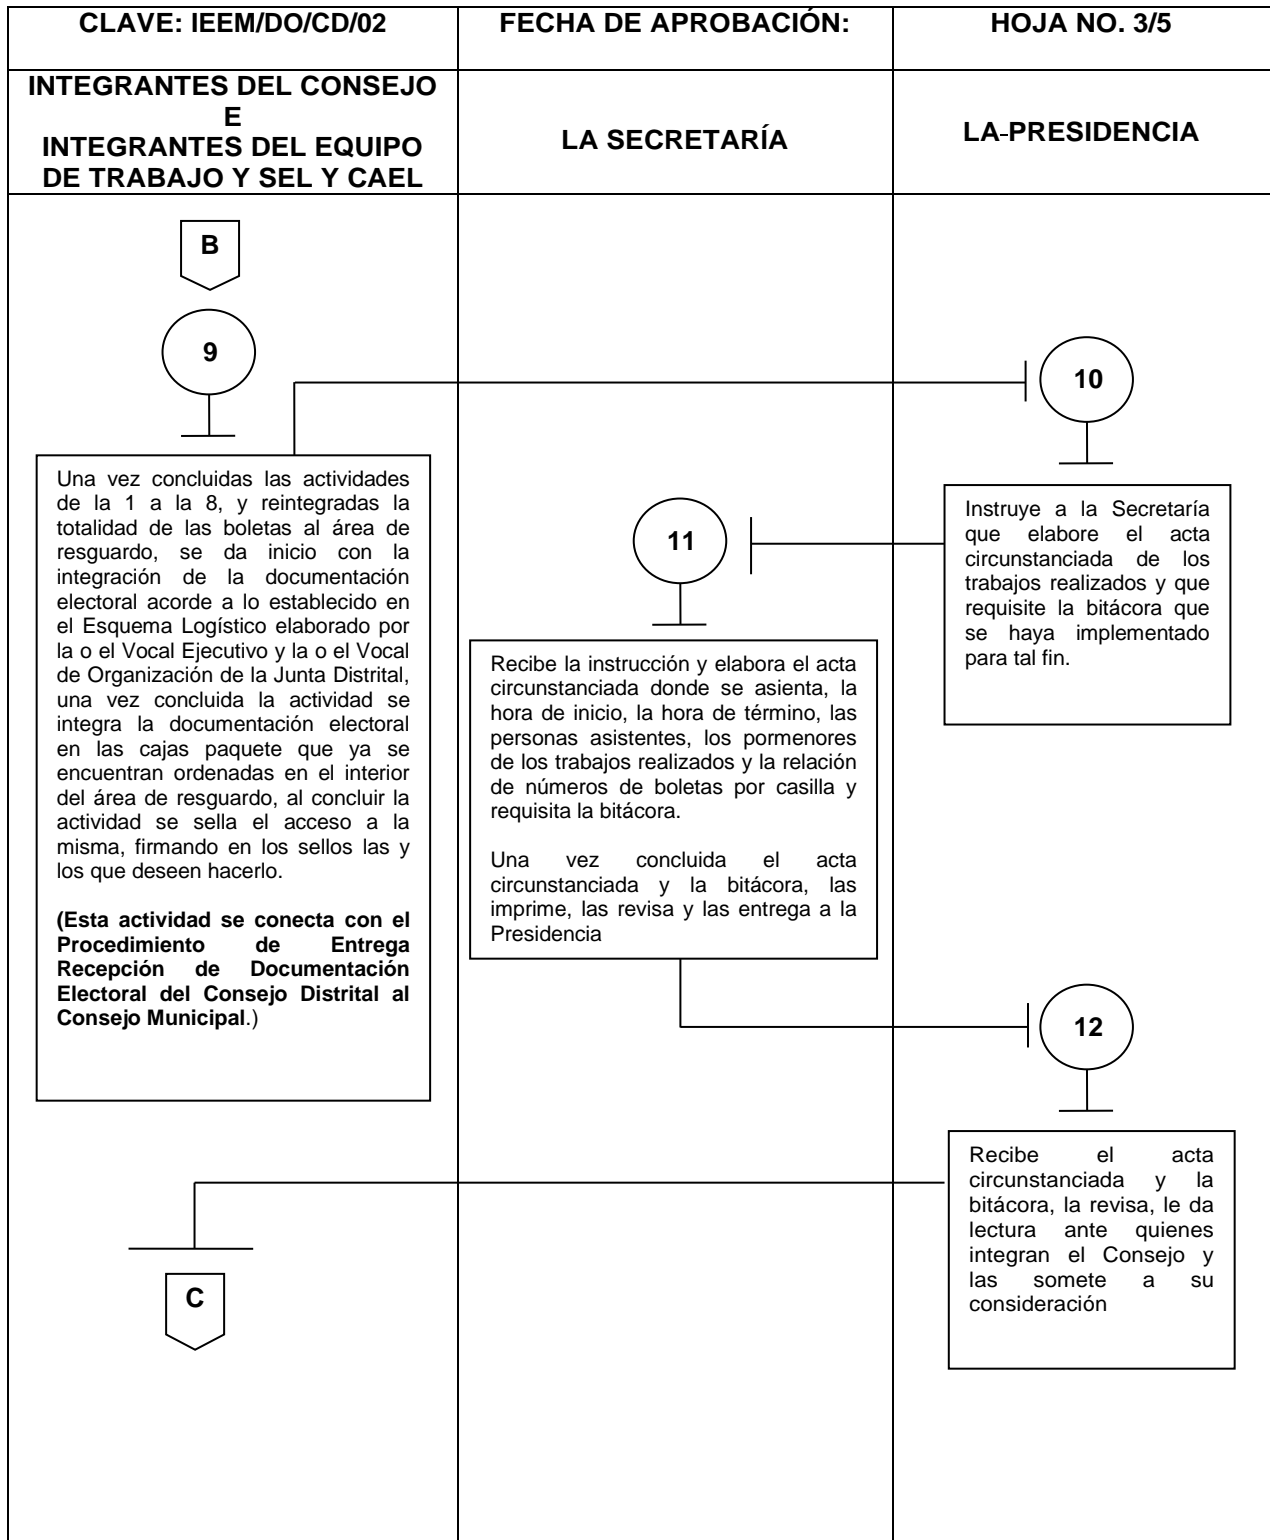 CLAVE: IEEM/DO/CD/02
FECHA DE APROBACIÓN:
HOJA NO. 3/5
INTEGRANTES DEL CONSEJO
E
INTEGRANTES DEL EQUIPO
DE TRABAJO Y SEL Y CAEL
LA SECRETARÍA
LA-PRESIDENCIA
B
9
Una vez concluidas las actividades
de la 1 a la 8, y reintegradas la
totalidad de las boletas al área de
resguardo, se da inicio con la
integración de la documentación
electoral acorde a lo establecido en
el Esquema Logístico elaborado por
la o el Vocal Ejecutivo y la o el Vocal
de Organización de la Junta Distrital,
una vez concluida la actividad se
integra la documentación electoral
en las cajas paquete que ya se
encuentran ordenadas en el interior
del área de resguardo, al concluir la
actividad se sella el acceso a la
misma, firmando en los sellos las y
los que deseen hacerlo.
(Esta actividad se conecta con el
Procedimiento de Entrega
Recepción de Documentación
Electoral del Consejo Distrital al
Consejo Municipal.)
10
Instruye a la Secretaría
que elabore el acta
circunstanciada de los
trabajos realizados y que
requisite la bitácora que
se haya implementado
para tal fin.
11
Recibe la instrucción y elabora el acta
circunstanciada donde se asienta, la
hora de inicio, la hora de término, las
personas asistentes, los pormenores
de los trabajos realizados y la relación
de números de boletas por casilla y
requisita la bitácora.
Una vez concluida el acta
circunstanciada y la bitácora, las
imprime, las revisa y las entrega a la
Presidencia
12
Recibe el acta
circunstanciada y la
bitácora, la revisa, le da
lectura ante quienes
integran el Consejo y
las somete a su
consideración
C